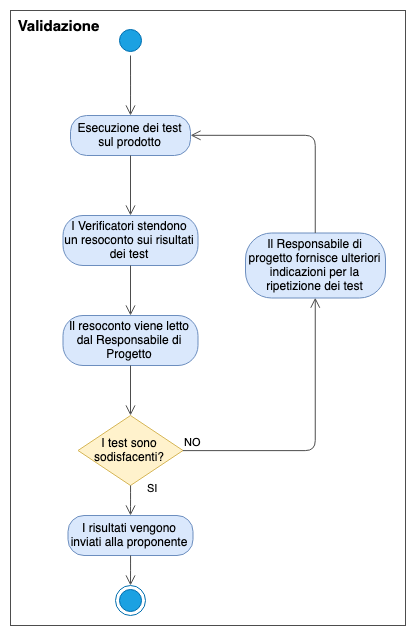 Validazione
Esecuzione dei test
sul prodotto
I Verificatori stendono
un resoconto sui risultati
dei test
Il Responsabile di
progetto fornisce ulteriori
indicazioni per la
ripetizione dei test
Il resoconto viene letto
dal Responsabile di
Progetto
I test sono
sodisfacenti?
NO
SI
I risultati vengono
inviati alla proponente